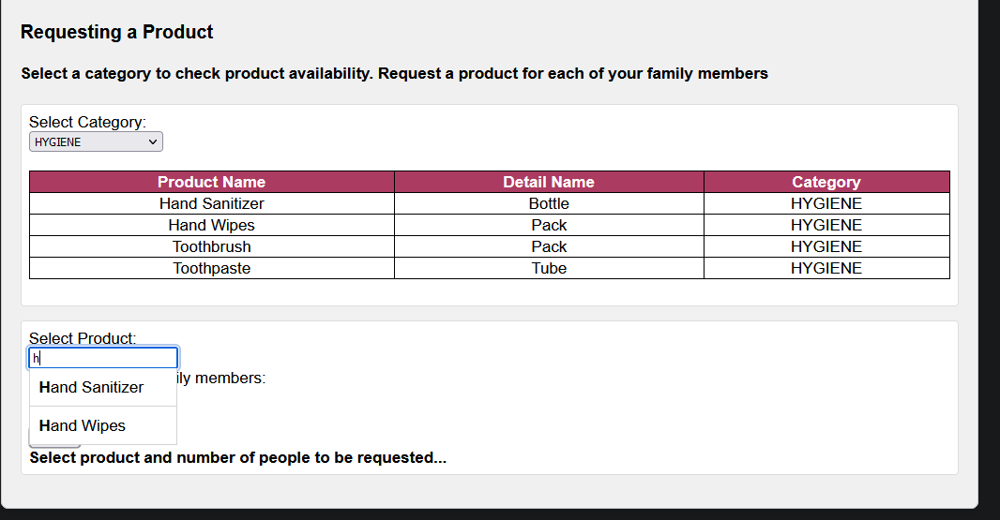 Requesting a Product
Select a category to check product availability. Request a product for each of your family members
Select Category:
HYGIENE
Product Name Detail Name Category
Hand Sanitizer Bottle HYGIENE
Hand Wipes Pack HYGIENE
Toothbrush Pack HYGIENE
Toothpaste Tube HYGIENE
Select Product:
h
ily members:
Hand Sanitizer
Hand Wipes
Select product and number of people to be requested...